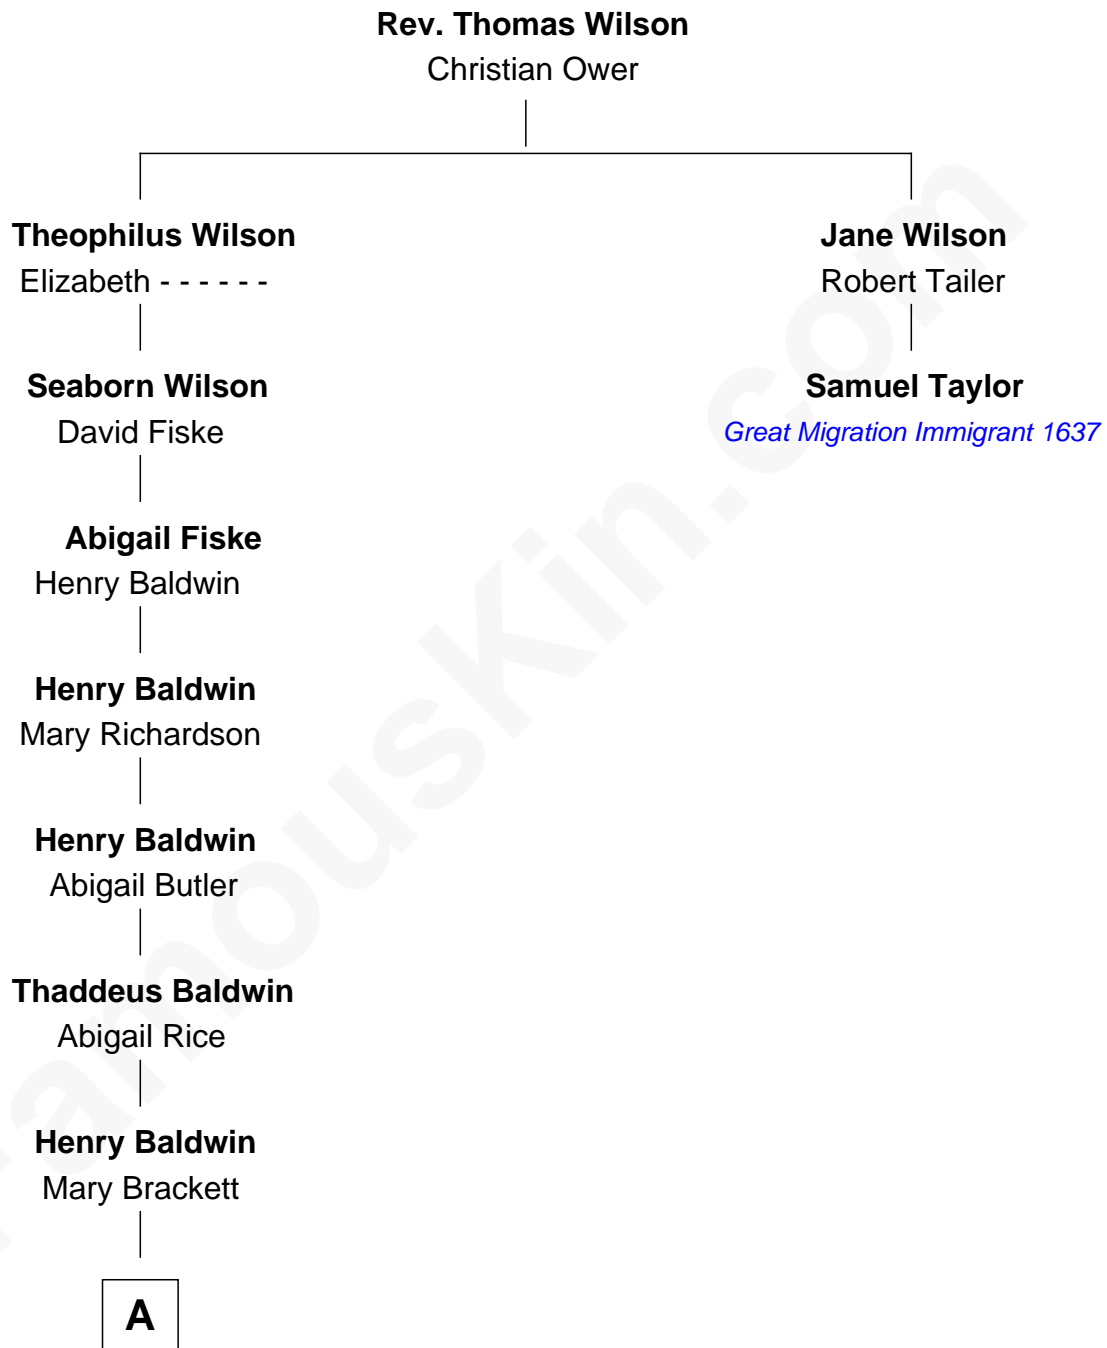 Rev. Thomas Wilson
Christian Ower
Theophilus Wilson
Elizabeth - - - - - -
Jane Wilson
Robert Tailer
Seaborn Wilson
David Fiske
Samuel Taylor
Great Migration Immigrant 1637
Abigail Fiske
Henry Baldwin
Henry Baldwin
Mary Richardson
Henry Baldwin
Abigail Butler
Thaddeus Baldwin
Abigail Rice
Henry Baldwin
Mary Brackett
A
FamousKin.com